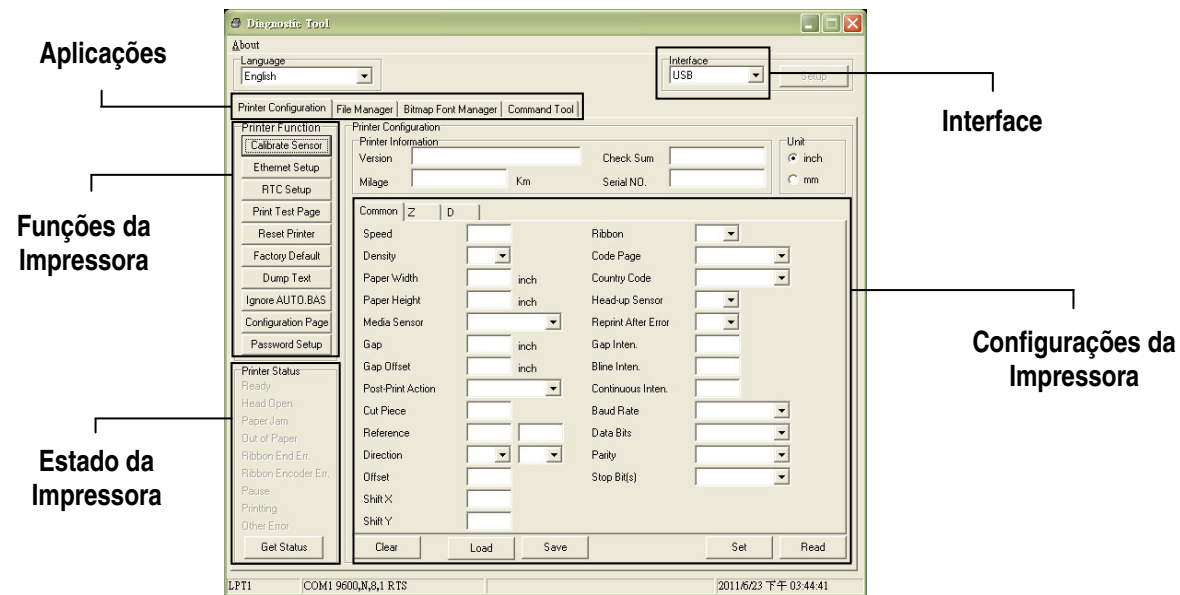 Diagnostic Tool
About
Language
English
Interface
USB
Setup
Aplicações
Interface
Printer Configuration File Manager Bitmap Font Manager Command Tool
Printer Function
Calibrate Sensor
Ethernet Setup
RTC Setup
Print Test Page
Reset Printer
Factory Default
Dump Text
Ignore AUTO.BAS
Configuration Page
Password Setup
Funções da
Impressora
Printer Configuration
Printer Information
Version
Check Sum
Milage
Km
Serial NO.
Unit
inch
mm
Common Z D
Speed
Ribbon
Density
Code Page
Paper Width inch
Country Code
Paper Height inch
Head-up Sensor
Media Sensor
Reprint After Error
Gap inch
Gap Inten.
Gap Offset inch
Bline Inten.
Post-Print Action
Continuous Inten.
Cut Piece
Baud Rate
Reference
Data Bits
Direction
Parity
Offset
Stop Bit(s)
Shift X
Shift Y
Clear Load Save Set Read
Configurações da
Impressora
Printer Status
Ready
Head Open
Paper Jam
Out of Paper
Ribbon End Err.
Ribbon Encoder Err.
Pause
Printting
Other Error
Get Status
Estado da
Impressora
LPT1 COM1 9600,N,8,1 RTS 2011/6/23 下午 03:44:41